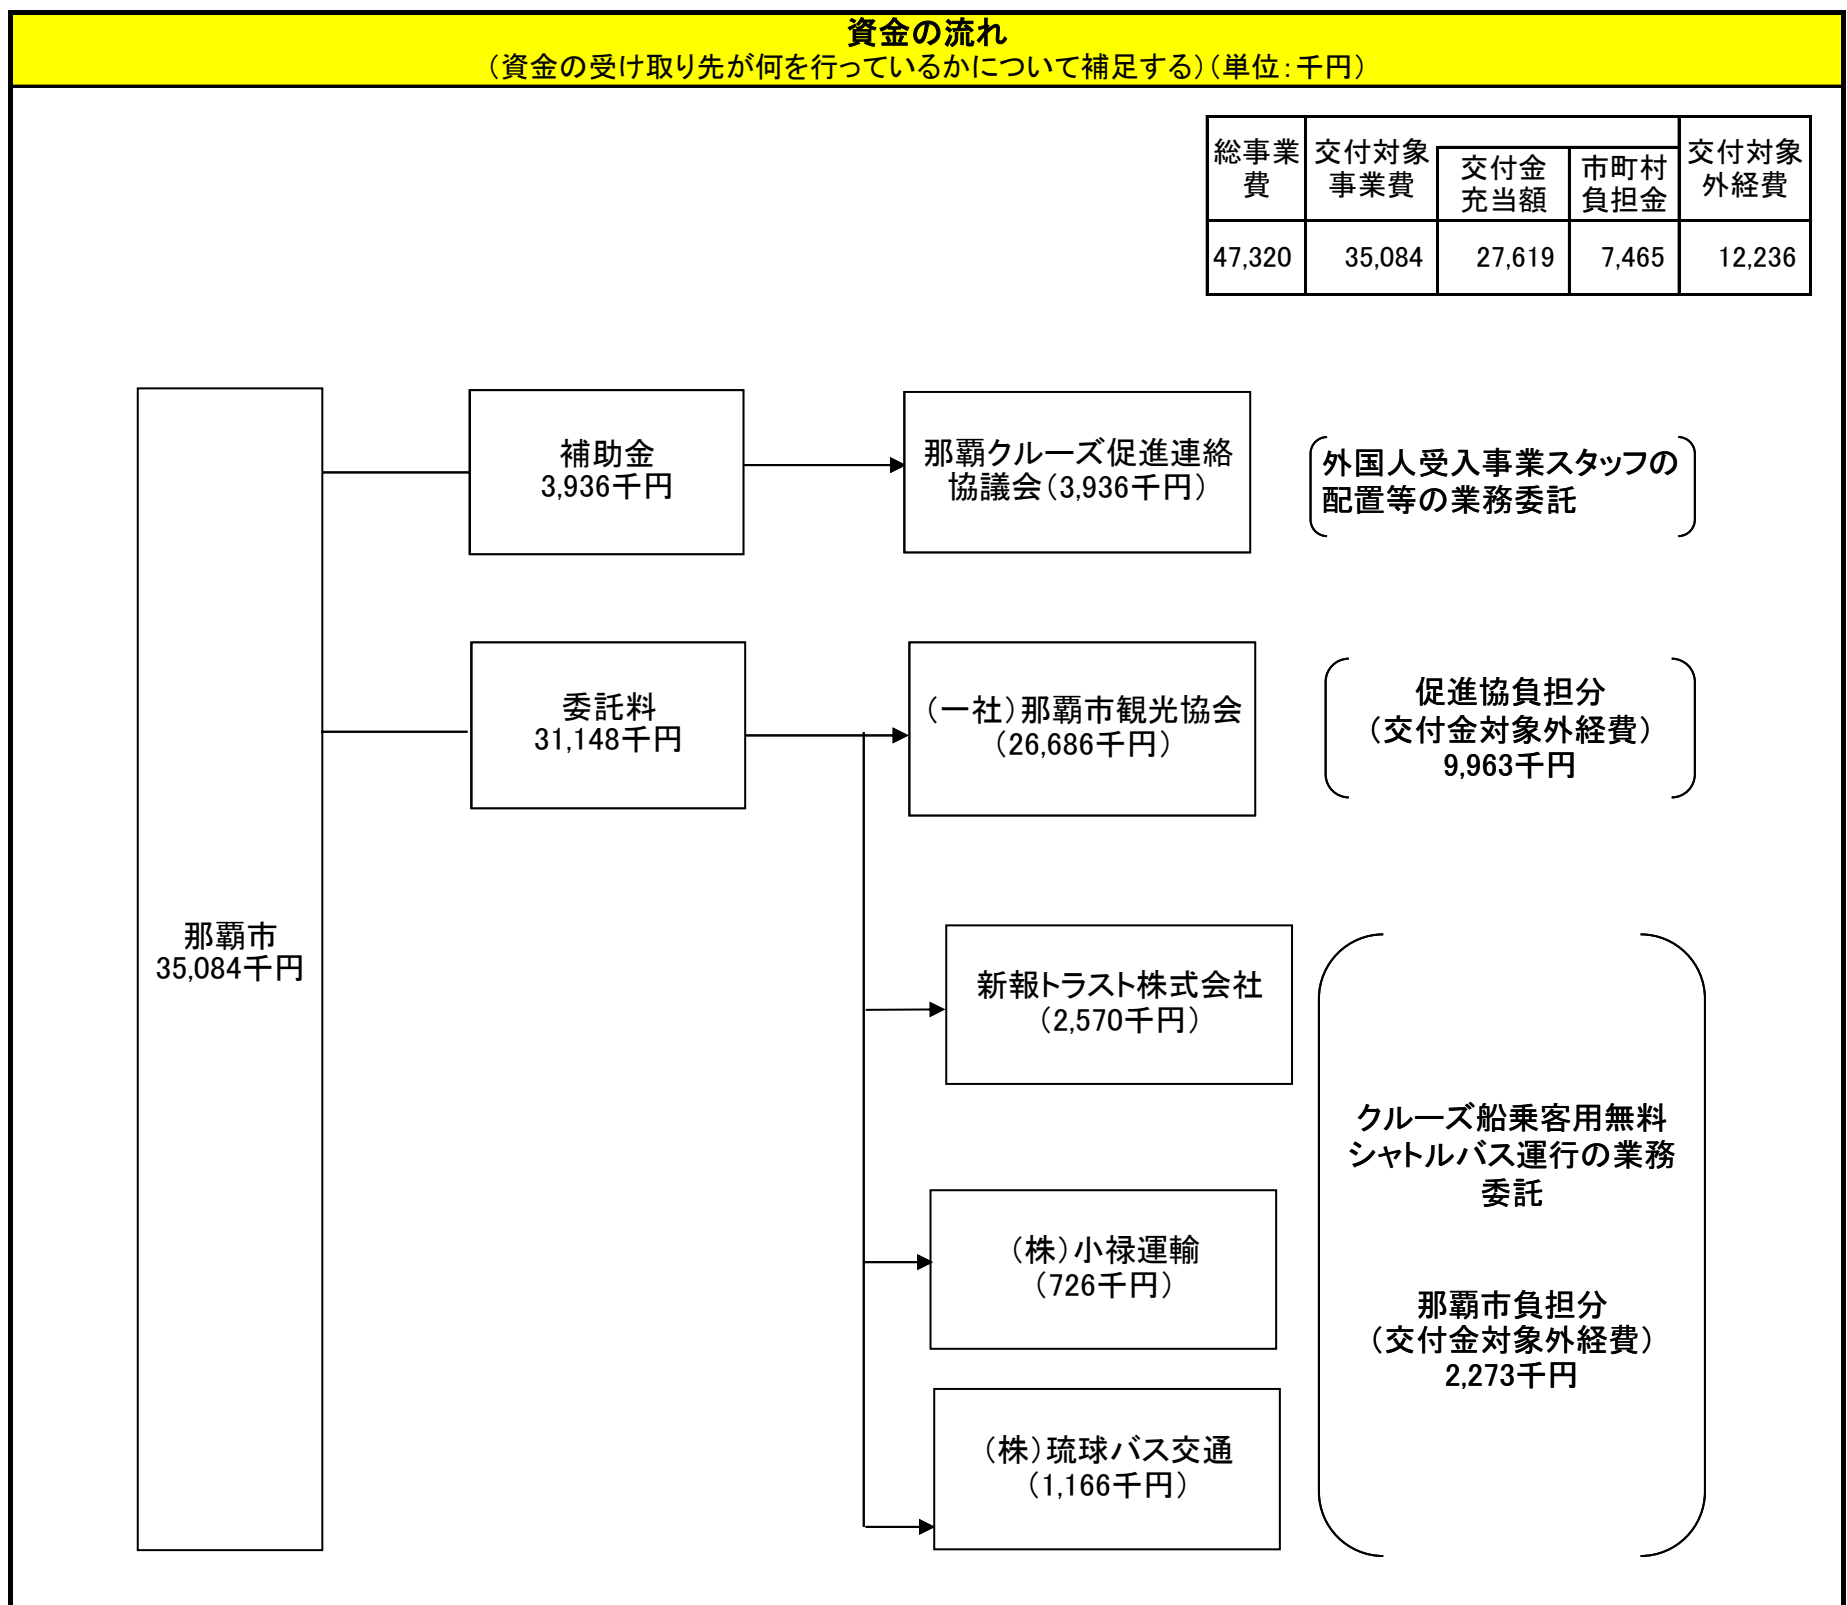 資金の流れ
（資金の受け取り先が何を行っているかについて補足する）（単位：千円）
総事業
費
交付対象
事業費
交付金
充当額
市町村
負担金
交付対象
外経費
47,320
35,084
27,619
7,465
12,236
補助金
3,936千円
那覇クルーズ促進連絡
協議会（3,936千円）
外国人受入事業スタッフの
配置等の業務委託
委託料
31,148千円
（一社）那覇市観光協会
（26,686千円）
促進協負担分
（交付金対象外経費）
9,963千円
那覇市
35,084千円
新報トラスト株式会社
（2,570千円）
（株）小禄運輸
（726千円）
（株）琉球バス交通
（1,166千円）
クルーズ船乗客用無料
シャトルバス運行の業務
委託
那覇市負担分
（交付金対象外経費）
2,273千円